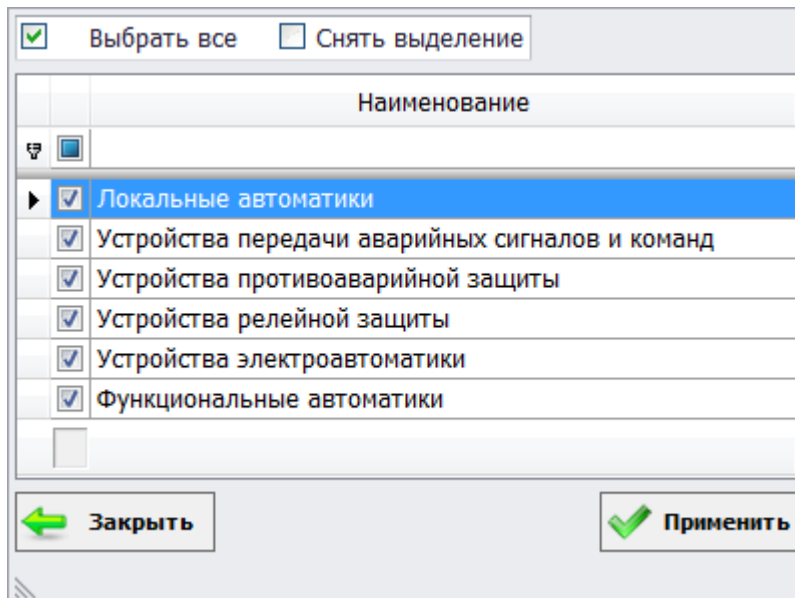 Выбрать все Снять выделение
Наименование
Локальные автоматики
Устройства передачи аварийных сигналов и команд
Устройства противоаварийной защиты
Устройства релейной защиты
Устройства электроавтоматики
Функциональные автоматики
Закрыть Применить